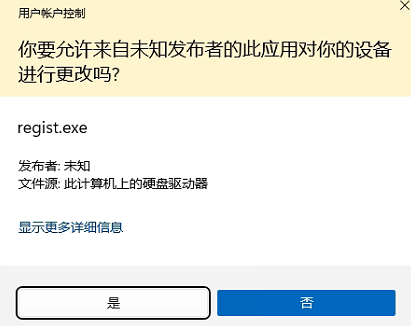 用户帐户控制
你要允许来自未知发布者的此应用对你的设备
进行更改吗?
regist.exe
发布者: 未知
文件源: 此计算机上的硬盘驱动器
显示更多详细信息
是
否